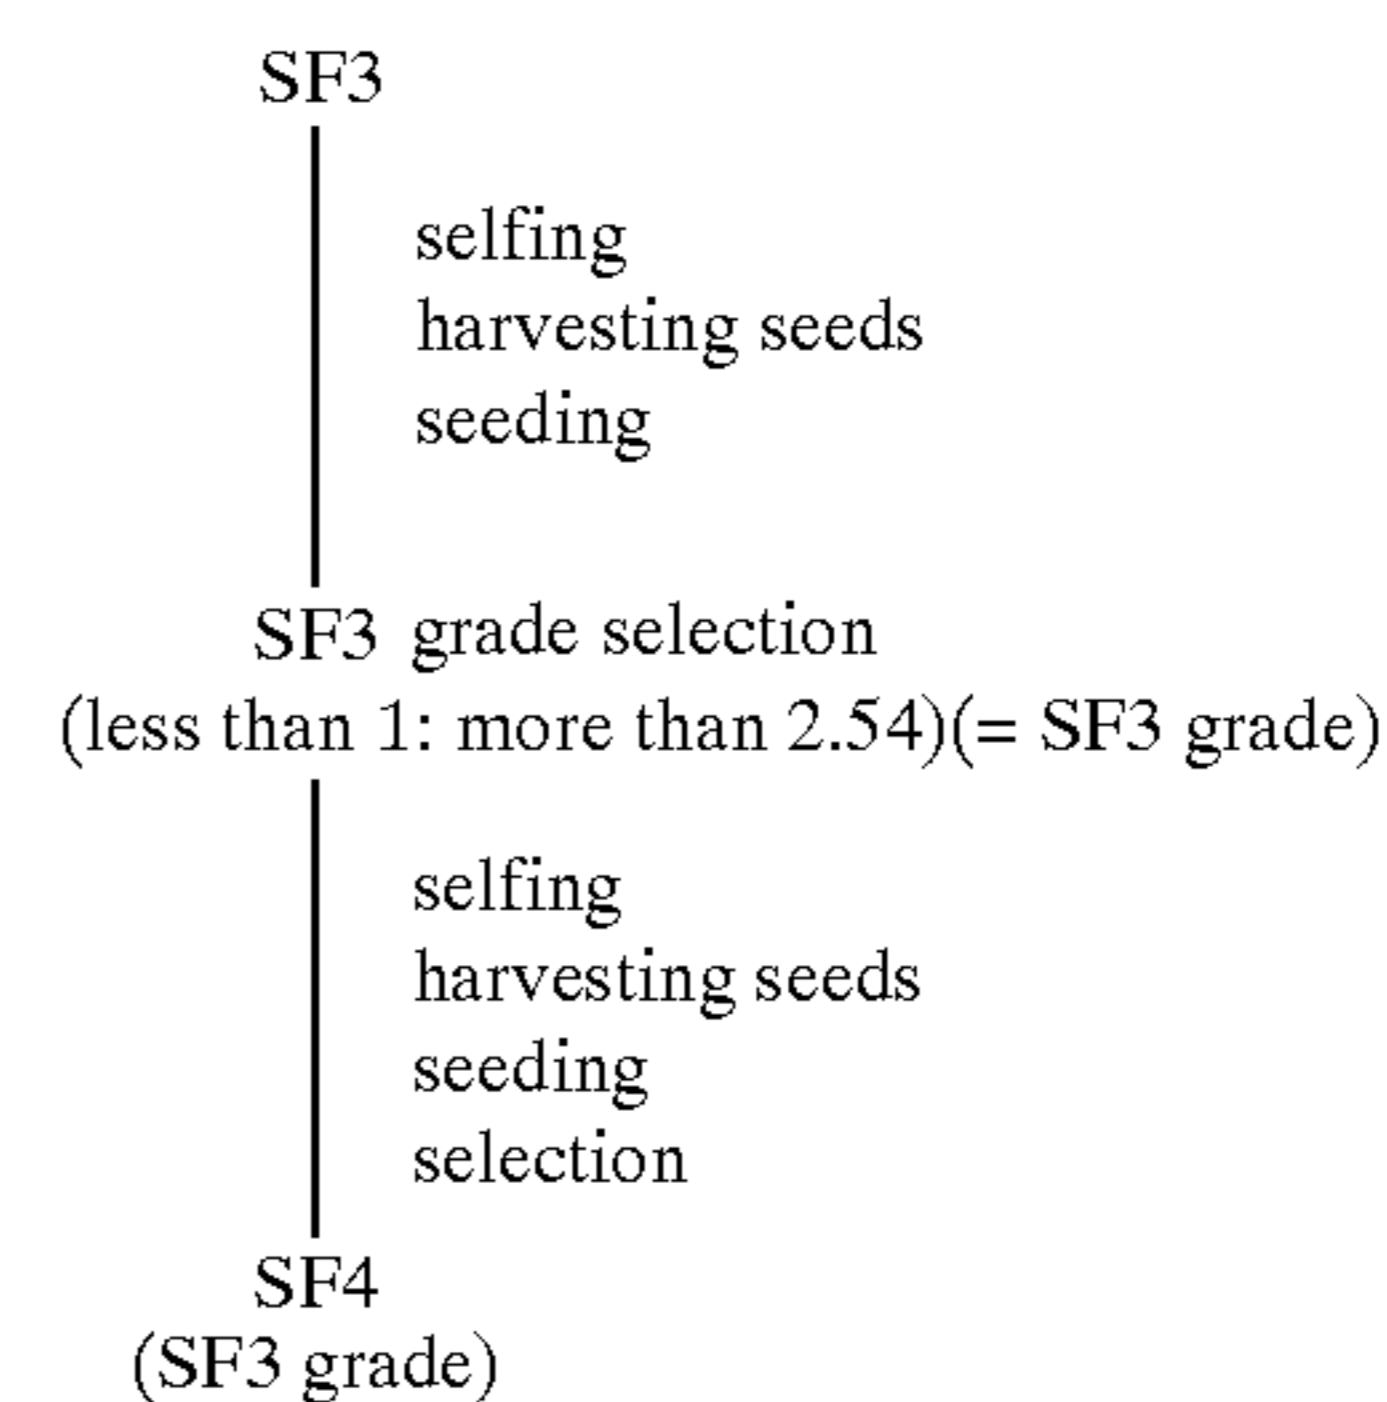 SF3
selfing
harvesting seeds
seeding
SF3 grade selection
(less than 1: more than 2.54)(= SF3 grade)
selfing
harvesting seeds
seeding
selection
SF4
(SF3 grade)